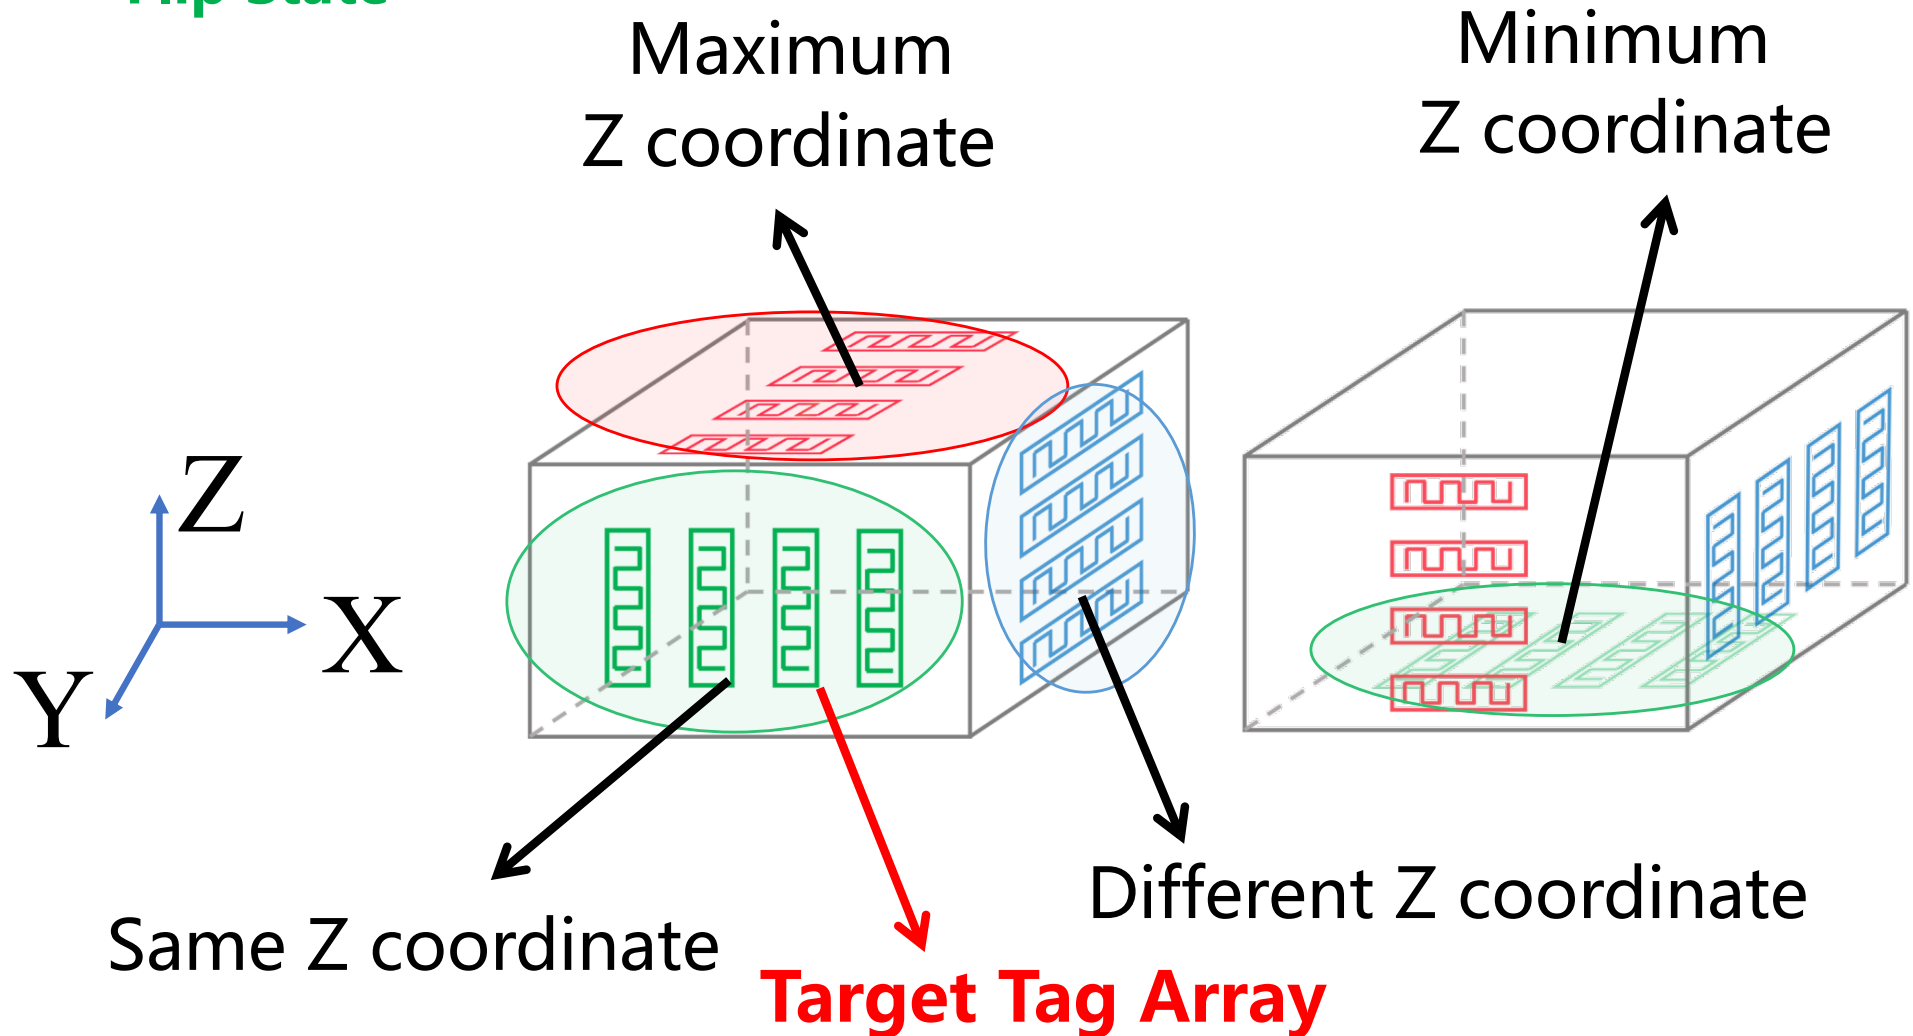 Maximum
Z coordinate
Minimum
Z coordinate
Z
X
Y
Same Z coordinate
Different Z coordinate
Target Tag Array